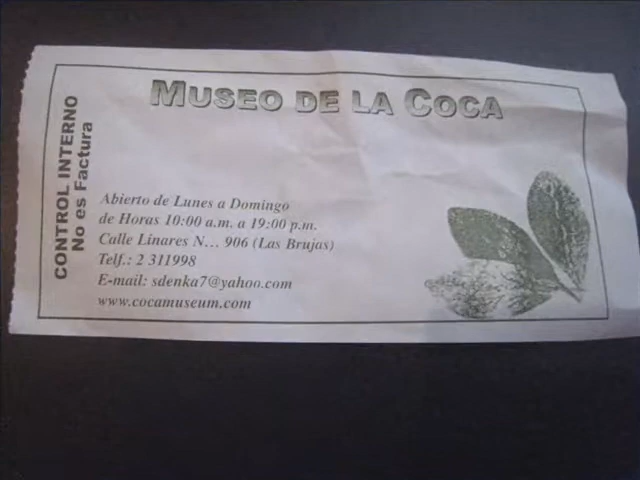 MUSEO DE LA COCA
CONTROL INTERNO
No es Factura
Abierto de Lunes a Domingo
de Horas 10:00 a.m. a 19:00 p.m.
Calle Linares N... 906 (Las Brujas)
Telf.: 2 311998
E-mail: sdenka7@yahoo.com
www.cocamuseum.com